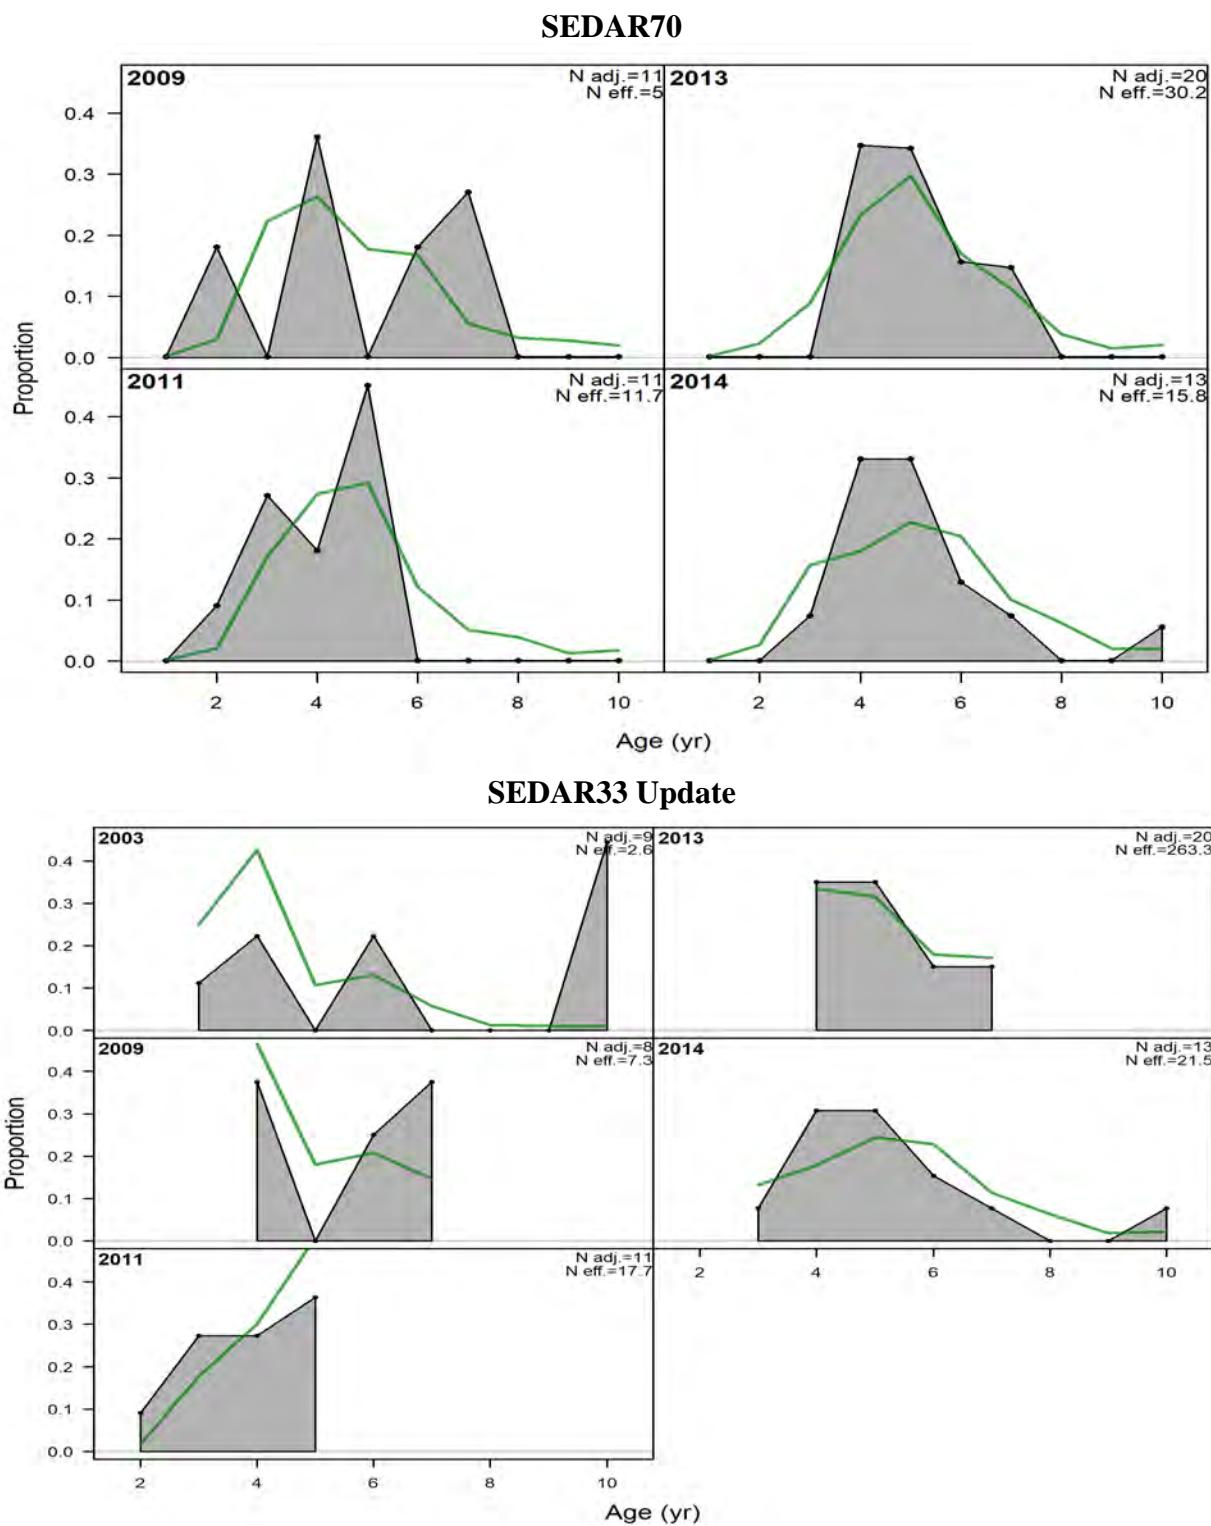 SEDAR70
2009
N adj.=11
N eff.=5
2013
N adj.=20
N eff.=30.2
0.4
0.3
0.2
0.1
0.0
2011
N adj.=11
N eff.=11.7
2014
N adj.=13
N eff.=15.8
0.4
0.3
0.2
0.1
0.0
Proportion
2 4 6 8 10 2 4 6 8 10
Age (yr)
SEDAR33 Update
2003
N adj.=9
N eff.=2.6
2013
N adj.=20
N eff.=263.3
0.4
0.3
0.2
0.1
0.0
2009
N adj.=8
N eff.=7.3
2014
N adj.=13
N eff.=21.5
0.4
0.3
0.2
0.1
0.0
Proportion
2 4 6 8 10
2011
N adj.=11
N eff.=17.7
0.4
0.3
0.2
0.1
0.0
2 4 6 8 10
Age (yr)